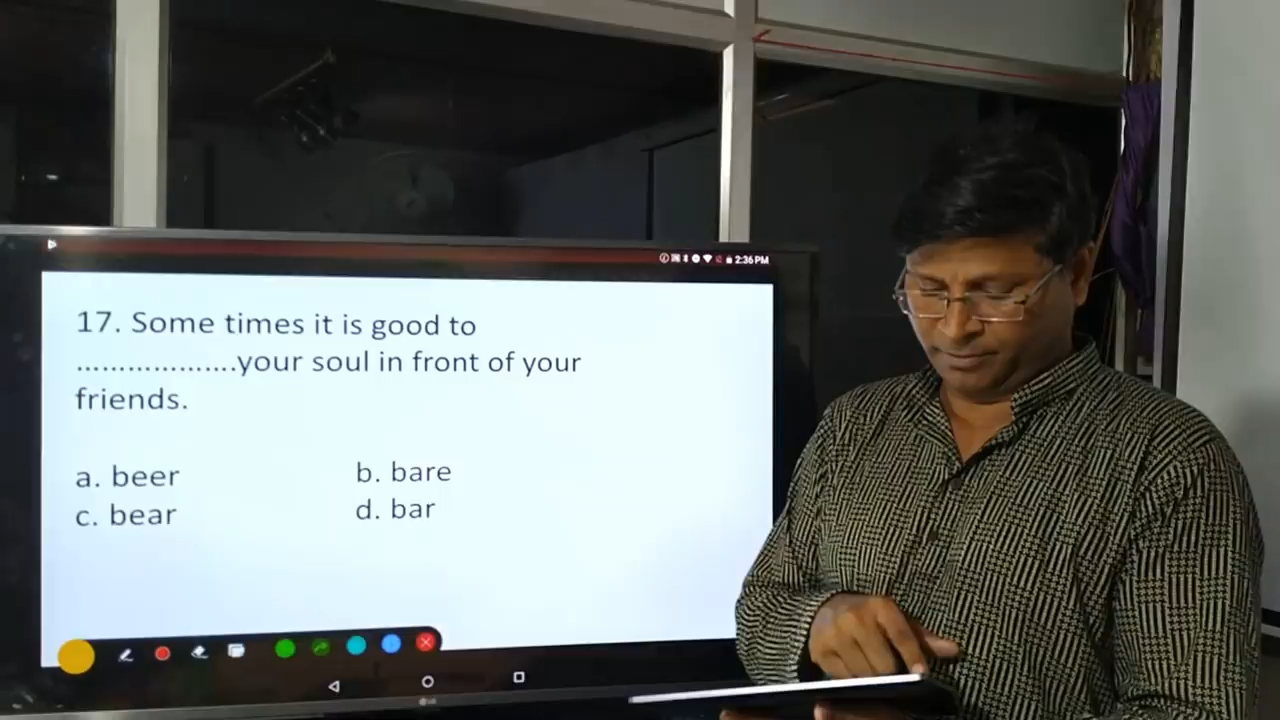 2:36 PM
17. Some times it is good to
...................your soul in front of your
friends.
a. beer b. bare
c. bear d. bar